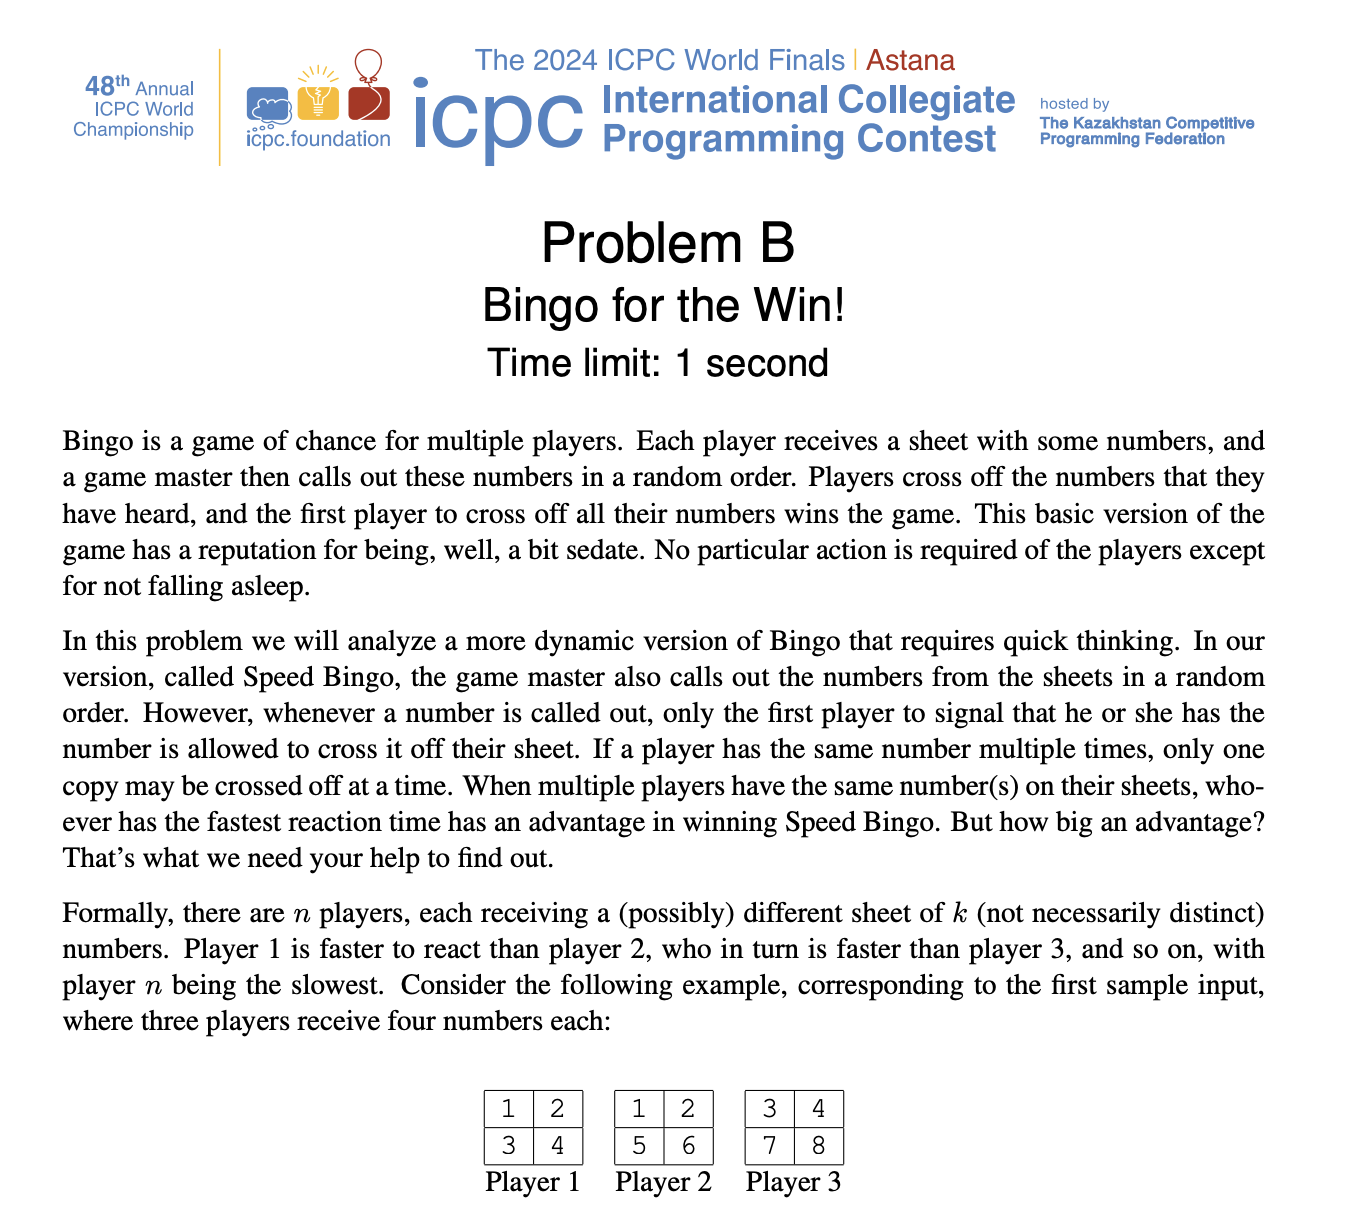 48th Annual
ICPC World
Championship
icpc.foundation
icpc
The 2024 ICPC World Finals | Astana
International Collegiate
Programming Contest
hosted by
The Kazakhstan Competitive
Programming Federation
Problem B
Bingo for the Win!
Time limit: 1 second
Bingo is a game of chance for multiple players. Each player receives a sheet with some numbers, and
a game master then calls out these numbers in a random order. Players cross off the numbers that they
have heard, and the first player to cross off all their numbers wins the game. This basic version of the
game has a reputation for being, well, a bit sedate. No particular action is required of the players except
for not falling asleep.
In this problem we will analyze a more dynamic version of Bingo that requires quick thinking. In our
version, called Speed Bingo, the game master also calls out the numbers from the sheets in a random
order. However, whenever a number is called out, only the first player to signal that he or she has the
number is allowed to cross it off their sheet. If a player has the same number multiple times, only one
copy may be crossed off at a time. When multiple players have the same number(s) on their sheets, who-
ever has the fastest reaction time has an advantage in winning Speed Bingo. But how big an advantage?
That's what we need your help to find out.
Formally, there are n players, each receiving a (possibly) different sheet of k (not necessarily distinct)
numbers. Player 1 is faster to react than player 2, who in turn is faster than player 3, and so on, with
player n being the slowest. Consider the following example, corresponding to the first sample input,
where three players receive four numbers each:
1 2 1 2 3 4
3 4 5 6 7 8
Player 1 Player 2 Player 3